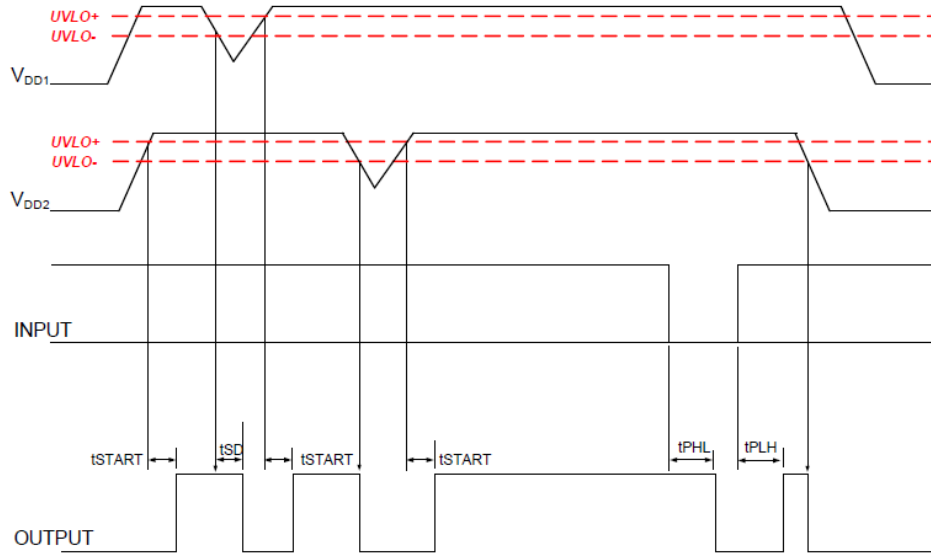 UVLO+
UVLO-
VDD1
UVLO+
UVLO-
VDD2
INPUT
tSTART tSD tSTART tSTART tPHL tPLH
OUTPUT